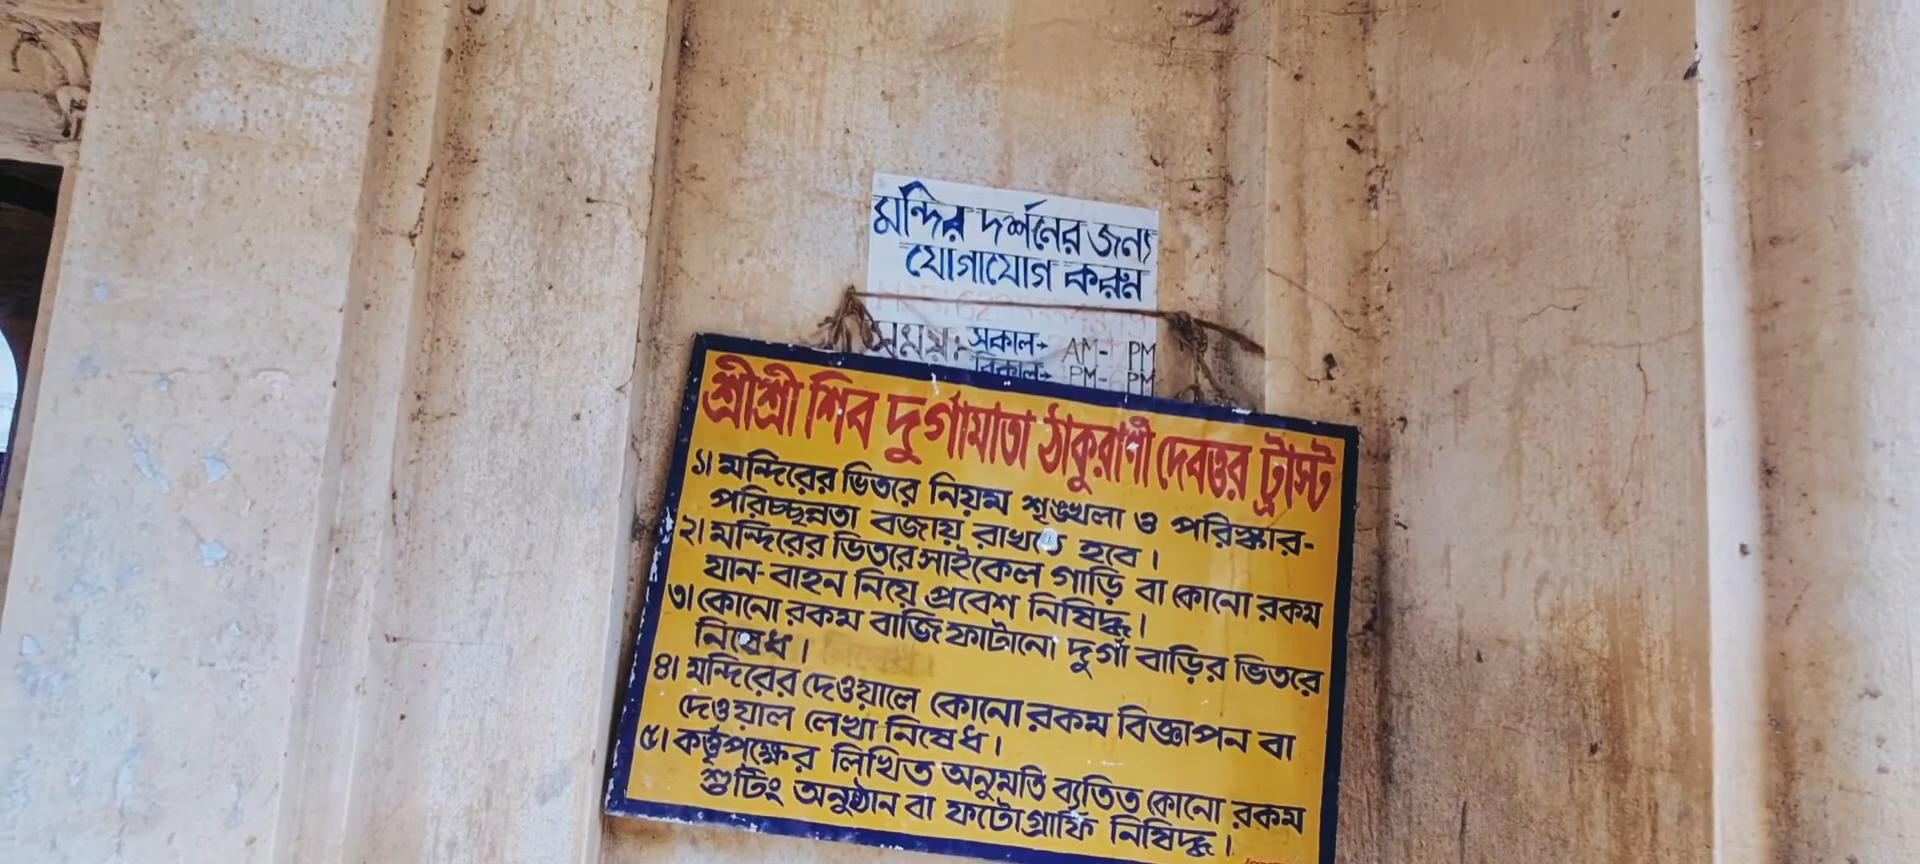 মন্দির দর্শনের জন্য
যোগাযোগ করুন
সময়:- সকাল→ AM- PM
বিকাল→ PM- PM
শ্রীশ্রী শিব দুর্গামাতা ঠাকুরাণী দেবত্তর ট্রাস্ট
১। মন্দিরের ভিতরে নিয়ম শৃঙ্খলা ও পরিস্কার-
পরিচ্ছন্নতা বজায় রাখতে হবে।
২। মন্দিরের ভিতরে সাইকেল গাড়ি বা কোনো রকম
যান-বাহন নিয়ে প্রবেশ নিষিদ্ধ।
৩। কোনো রকম বাজি ফাটানো দুর্গা বাড়ির ভিতরে
নিষেধ।
৪। মন্দিরের দেওয়ালে কোনো রকম বিজ্ঞাপন বা
দেওয়াল লেখা নিষেধ।
৫। কর্তৃপক্ষের লিখিত অনুমতি ব্যতিত কোনো রকম
শুটিং অনুষ্ঠান বা ফটোগ্রাফি নিষিদ্ধ।